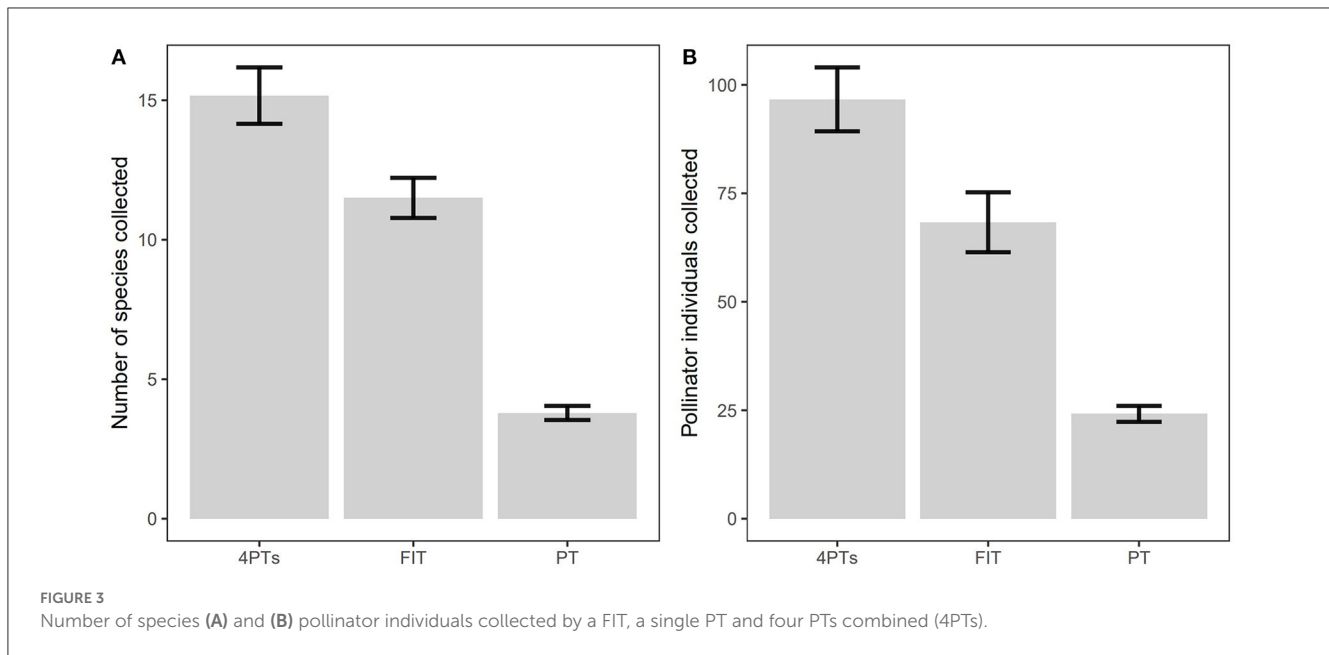 A
Number of species collected
15
10
5
0
4PTs FIT PT
B
Pollinator individuals collected
100
75
50
25
0
4PTs FIT PT
FIGURE 3
Number of species (A) and (B) pollinator individuals collected by a FIT, a single PT and four PTs combined (4PTs).